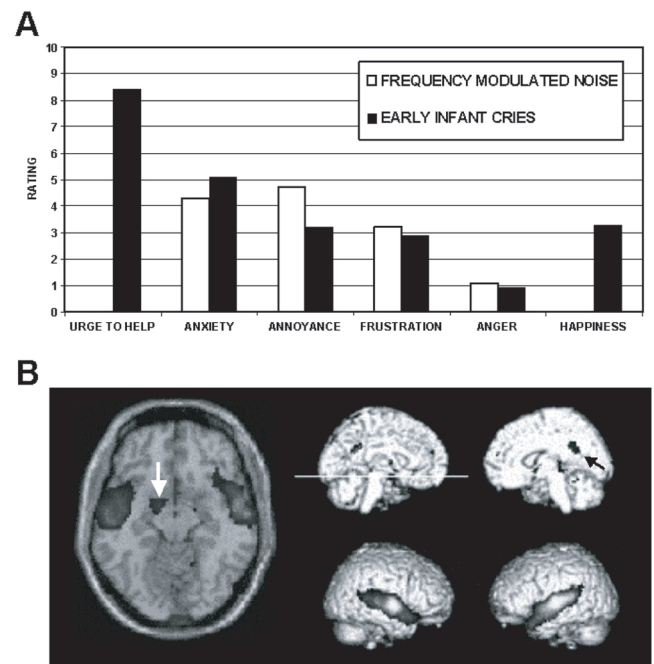 A
10
9
8
7
6
5
4
3
2
1
0
RATING
FREQUENCY MODULATED NOISE
EARLY INFANT CRIES
URGE TO HELP ANXIETY ANNOYANCE FRUSTRATION ANGER HAPPINESS
B